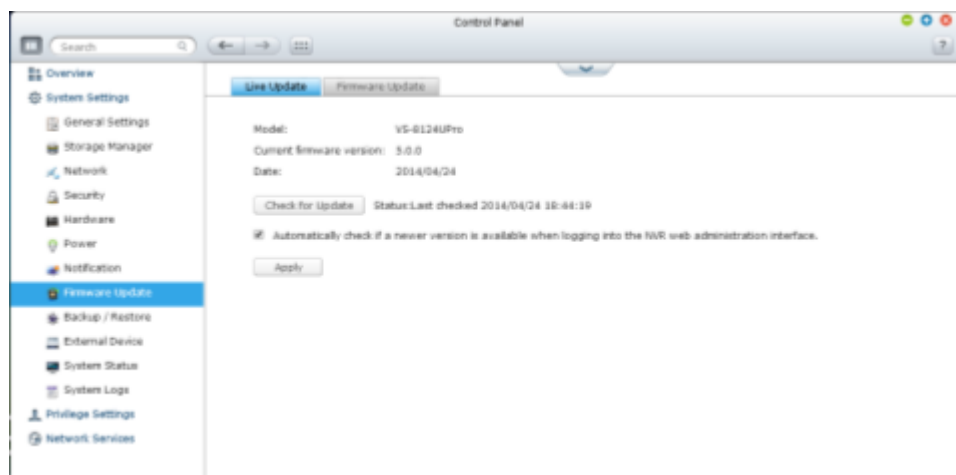 Control Panel
Search
?
Overview
System Settings
General Settings
Storage Manager
Network
Security
Hardware
Power
Notification
Firmware Update
Backup / Restore
External Device
System Status
System Logs
Privilege Settings
Network Services
Live Update
Firmware Update
Model: VS-8124UPro
Current firmware version: 5.0.0
Date: 2014/04/24
Check for Update Status:Last checked 2014/04/24 18:44:19
Automatically check if a newer version is available when logging into the NVR web administration interface.
Apply